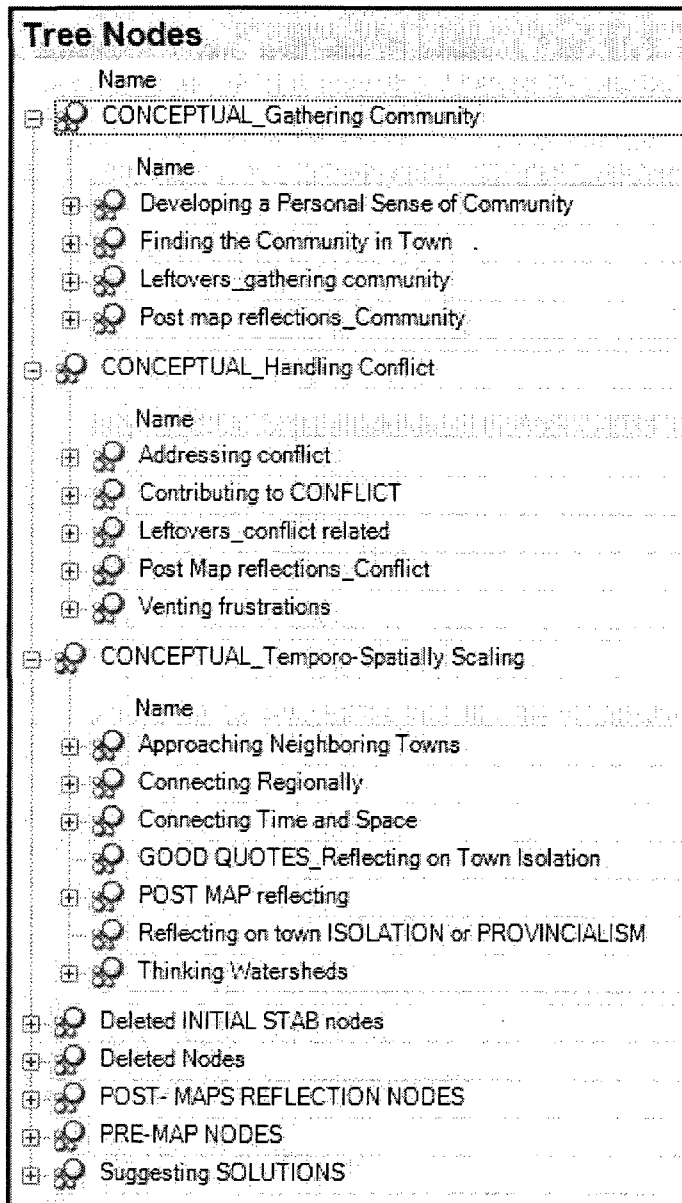 Tree Nodes
Name
CONCEPTUAL_Gathering Community
Name
Developing a Personal Sense of Community
Finding the Community in Town
Leftovers_gathering community
Post map reflections_Community
CONCEPTUAL_Handling Conflict
Name
Addressing conflict
Contributing to CONFLICT
Leftovers_conflict related
Post Map reflections_Conflict
Venting frustrations
CONCEPTUAL_Temporo-Spatially Scaling
Name
Approaching Neighboring Towns
Connecting Regionally
Connecting Time and Space
GOOD QUOTES_Reflecting on Town Isolation
POST MAP reflecting
Reflecting on town ISOLATION or PROVINCIALISM
Thinking Watersheds
Deleted INITIAL STAB nodes
Deleted Nodes
POST- MAPS REFLECTION NODES
PRE-MAP NODES
Suggesting SOLUTIONS